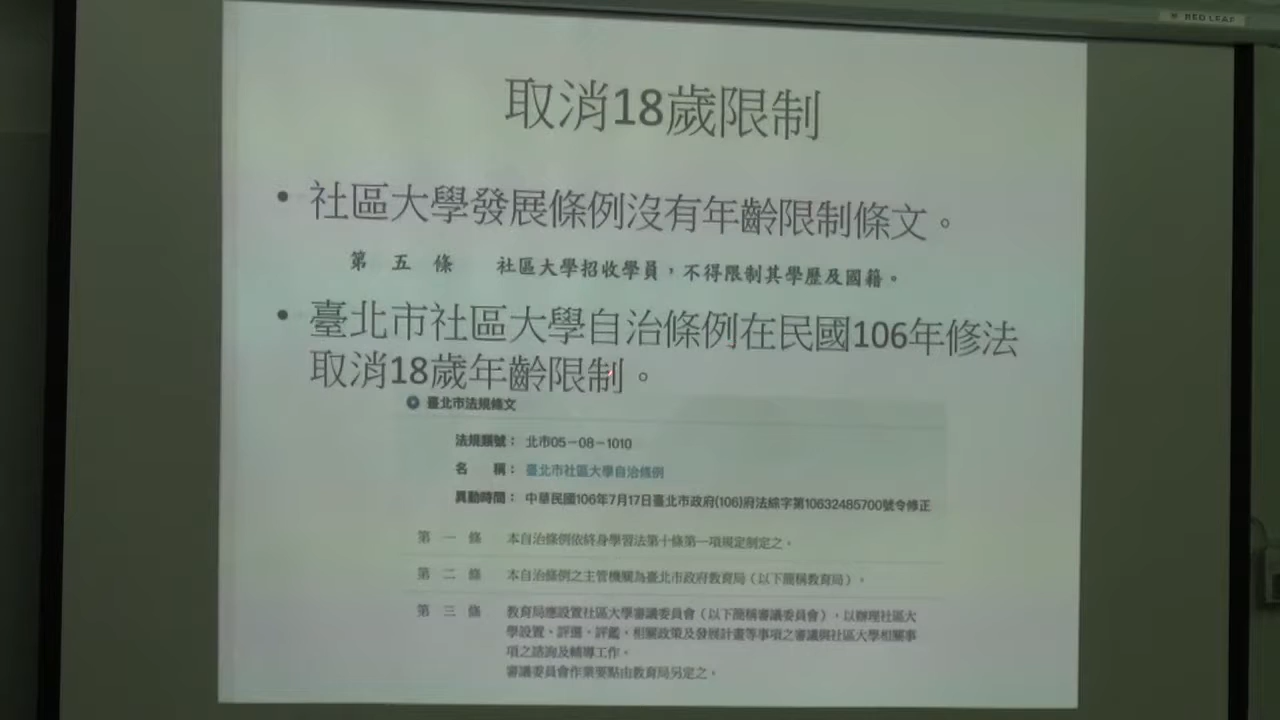 RED LEAF
取消18歲限制
• 社區大學發展條例沒有年齡限制條文。
第 五 條 社區大學招收學員，不得限制其學歷及國籍。
• 臺北市社區大學自治條例在民國106年修法
取消18歲年齡限制。
臺北市法規條文
法規類號： 北市05－08－1010
名 稱： 臺北市社區大學自治條例
異動時間： 中華民國106年7月17日臺北市政府(106)府法綜字第10632485700號令修正
第 一 條 本自治條例依終身學習法第十條第一項規定制定之。
第 二 條 本自治條例之主管機關為臺北市政府教育局（以下簡稱教育局）。
第 三 條 教育局應設置社區大學審議委員會（以下簡稱審議委員會），以辦理社區大
學設置、評選、評鑑、相關政策及發展計畫等事項之審議與社區大學相關事
項之諮詢及輔導工作。
審議委員會作業要點由教育局另定之。